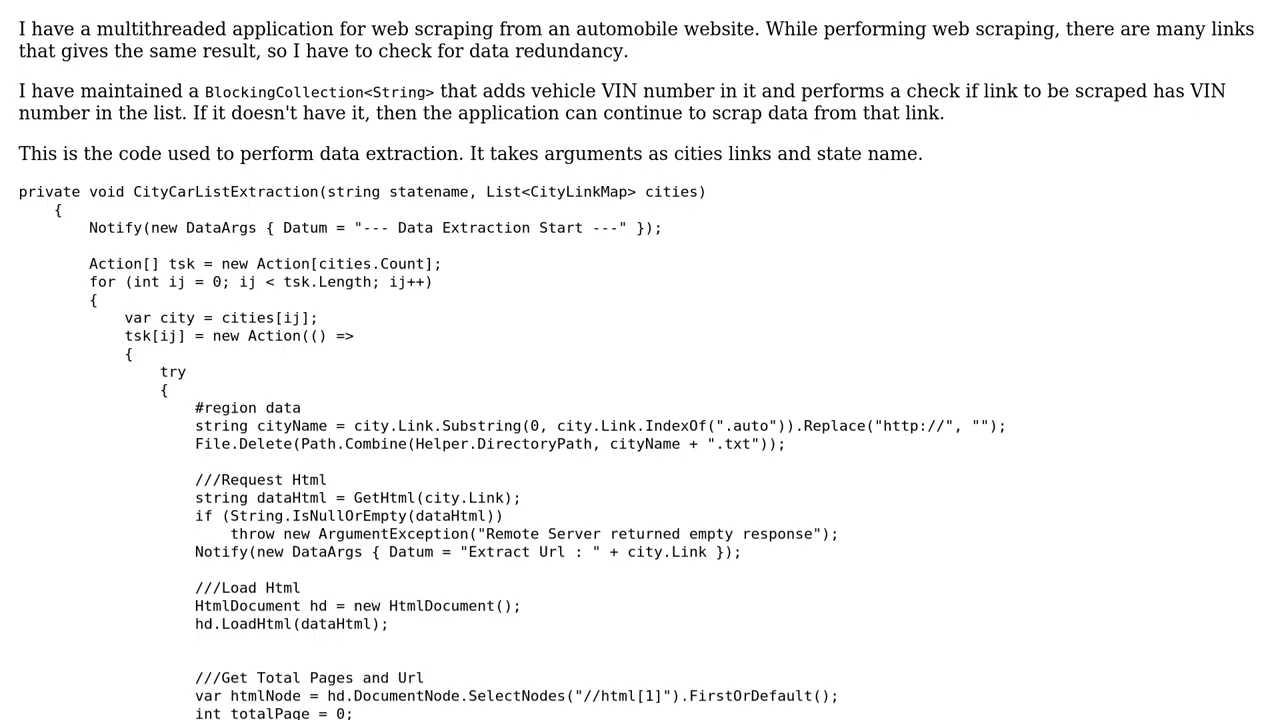 I have a multithreaded application for web scraping from an automobile website. While performing web scraping, there are many links
that gives the same result, so I have to check for data redundancy.
I have maintained a BlockingCollection<String> that adds vehicle VIN number in it and performs a check if link to be scraped has VIN
number in the list. If it doesn't have it, then the application can continue to scrap data from that link.
This is the code used to perform data extraction. It takes arguments as cities links and state name.
private void CityCarListExtraction(string statename, List<CityLinkMap> cities)
{
Notify(new DataArgs { Datum = "--- Data Extraction Start ---" });
Action[] tsk = new Action[cities.Count];
for (int ij = 0; ij < tsk.Length; ij++)
{
var city = cities[ij];
tsk[ij] = new Action(() =>
{
try
{
#region data
string cityName = city.Link.Substring(0, city.Link.IndexOf(".auto")).Replace("http://", "");
File.Delete(Path.Combine(Helper.DirectoryPath, cityName + ".txt"));
///Request Html
string dataHtml = GetHtml(city.Link);
if (String.IsNullOrEmpty(dataHtml))
throw new ArgumentException("Remote Server returned empty response");
Notify(new DataArgs { Datum = "Extract Url : " + city.Link });
///Load Html
HtmlDocument hd = new HtmlDocument();
hd.LoadHtml(dataHtml);
///Get Total Pages and Url
var htmlNode = hd.DocumentNode.SelectNodes("//html[1]").FirstOrDefault();
int totalPage = 0;